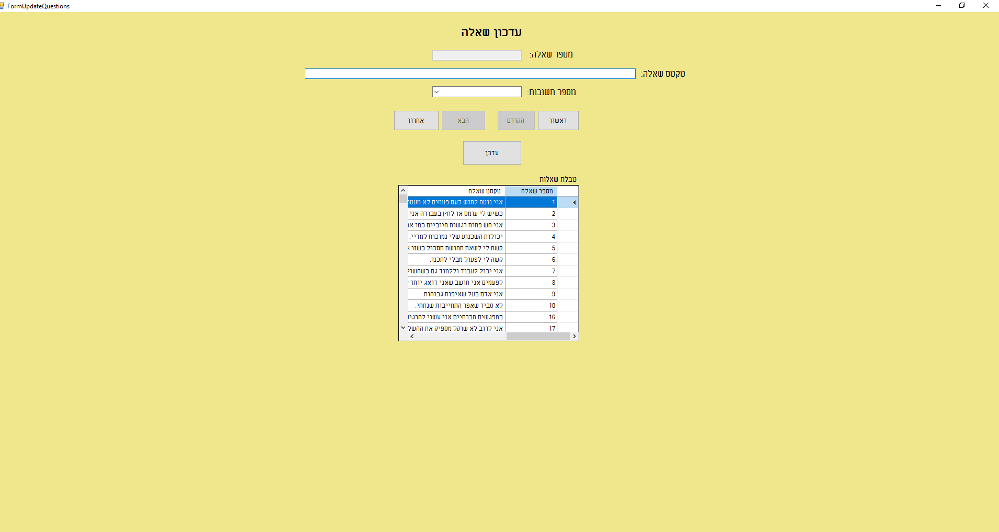 FormUpdateQuestions
עדכון שאלה
מספר שאלה:
טקטס שאלה:
מספר תשובות:
ראשון הקודם הבא אחרון
עדכן
טבלת שאלות
מספר שאלה טקסט שאלה
1 אני נוטה לחוש כעס פעמים לא מעטו
2 כשיש לי עומס או לחץ בעבודה אני
3 אני חש פחות רגשות חיוביים כמו או
4 יכולות השכנוע שלי נמוכות למדיי.
5 קשה לי לשאת תחושת תסכול כשזו
6 קשה לי לפעול מבלי לתכנן.
7 אני יכול לעבוד וללמוד גם כשהשול
8 לפעמים אני חושב שאני דואג יותר
9 אני אדם בעל שאיפות גבוהות.
10 לא סביר שאפר התחייבות שנתתי.
16 במפגשים חברתיים אני עשוי להרגיש
17 אני לרוב לא שוקל מספיק את ההשל